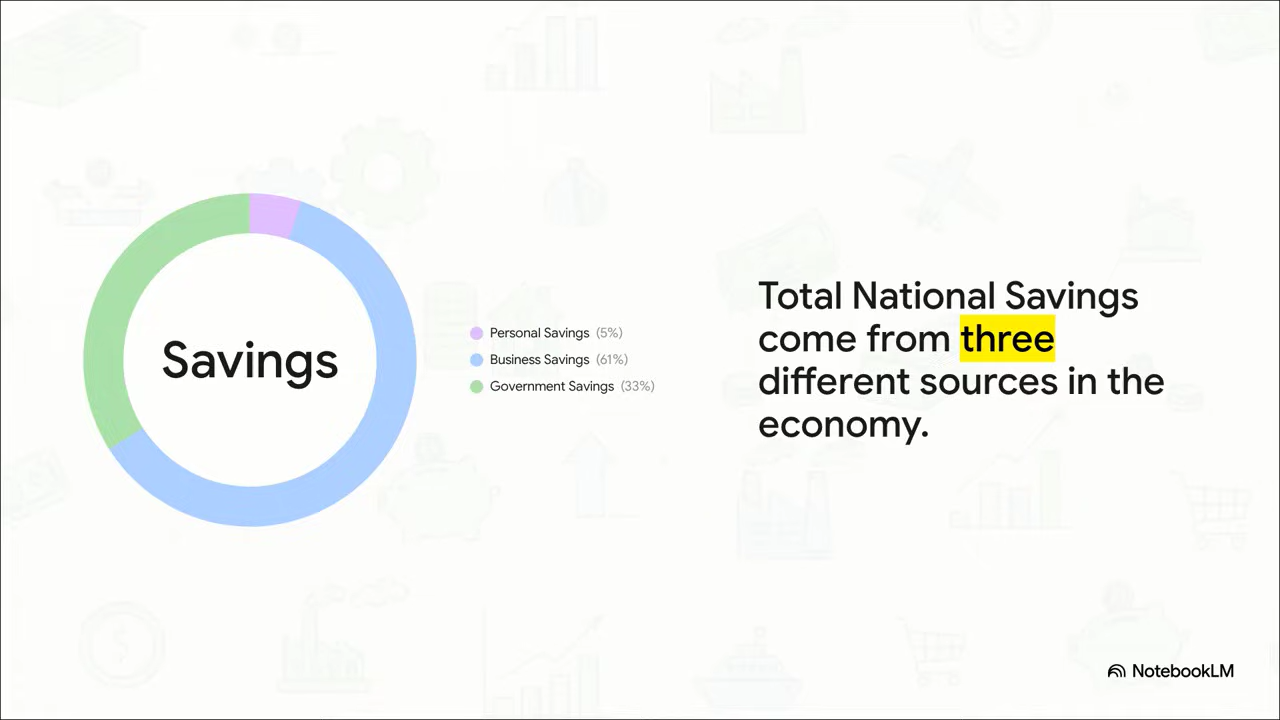 Savings
Personal Savings (5%)
Business Savings (61%)
Government Savings (33%)
Total National Savings
come from three
different sources in the
economy.
NotebookLM